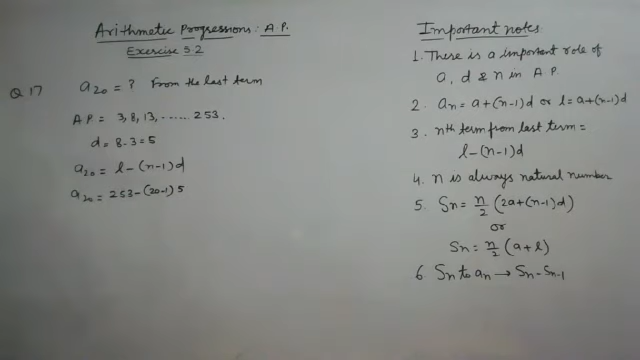 Arithmetic Progressions: A.P.
Exercise 5.2
Q 17 a₂₀ = ? From the last term
A.P. = 3, 8, 13, ...... 253.
d = 8-3 = 5
a₂₀ = l-(n-1)d
a₂₀ = 253-(20-1)5
Important notes
1. There is a important role of
a, d & n in A.P.
2. aₙ = a+(n-1)d or l = a+(n-1)d
3. nth term from last term =
l-(n-1)d
4. n is always natural number
5. Sₙ = n/2 (2a+(n-1)d)
or
Sₙ = n/2 (a+l)
6. Sₙ to aₙ → Sₙ-Sₙ₋₁